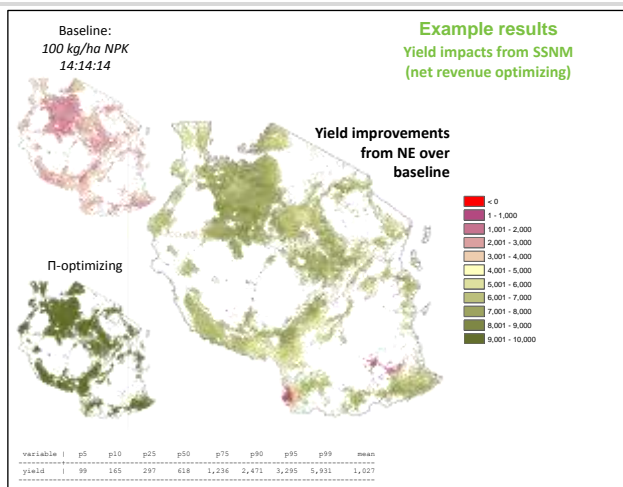 Baseline:
100 kg/ha NPK
14:14:14
Example results
Yield impacts from SSNM
(net revenue optimizing)
Yield improvements
from NE over
baseline
Π-optimizing
< 0
1 - 1,000
1,001 - 2,000
2,001 - 3,000
3,001 - 4,000
4,001 - 5,000
5,001 - 6,000
6,001 - 7,000
7,001 - 8,000
8,001 - 9,000
9,001 - 10,000
variable | p5 p10 p25 p50 p75 p90 p95 p99 mean
yield | 99 165 297 618 1,236 2,471 3,295 5,931 1,027